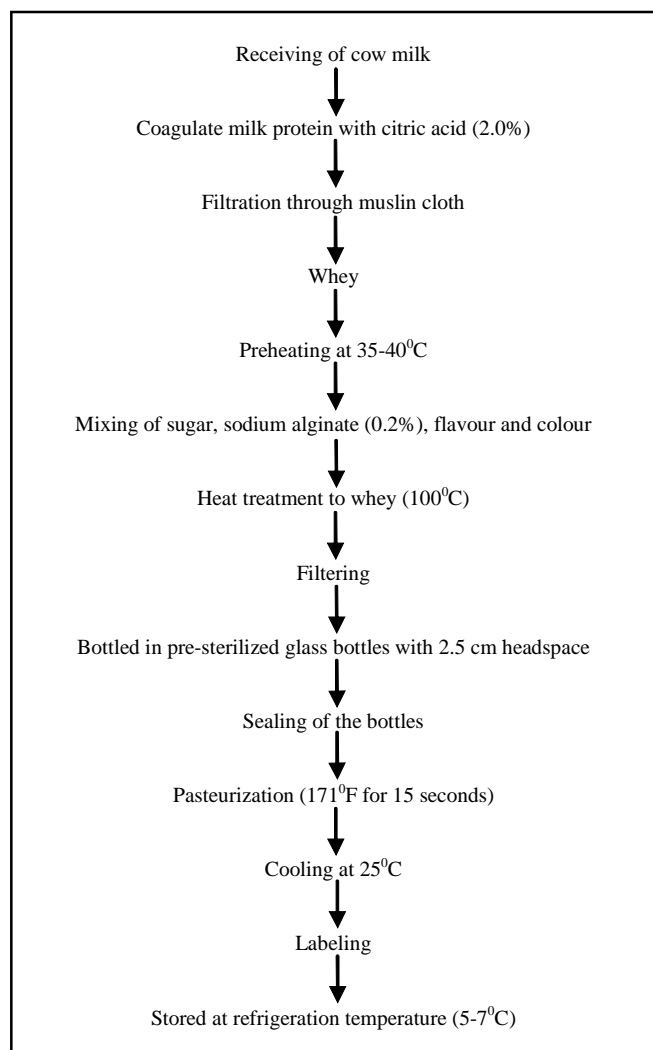 Receiving of cow milk
Coagulate milk protein with citric acid (2.0%)
Filtration through muslin cloth
Whey
Preheating at 35-40⁰C
Mixing of sugar, sodium alginate (0.2%), flavour and colour
Heat treatment to whey (100⁰C)
Filtering
Bottled in pre-sterilized glass bottles with 2.5 cm headspace
Sealing of the bottles
Pasteurization (171⁰F for 15 seconds)
Cooling at 25⁰C
Labeling
Stored at refrigeration temperature (5-7⁰C)